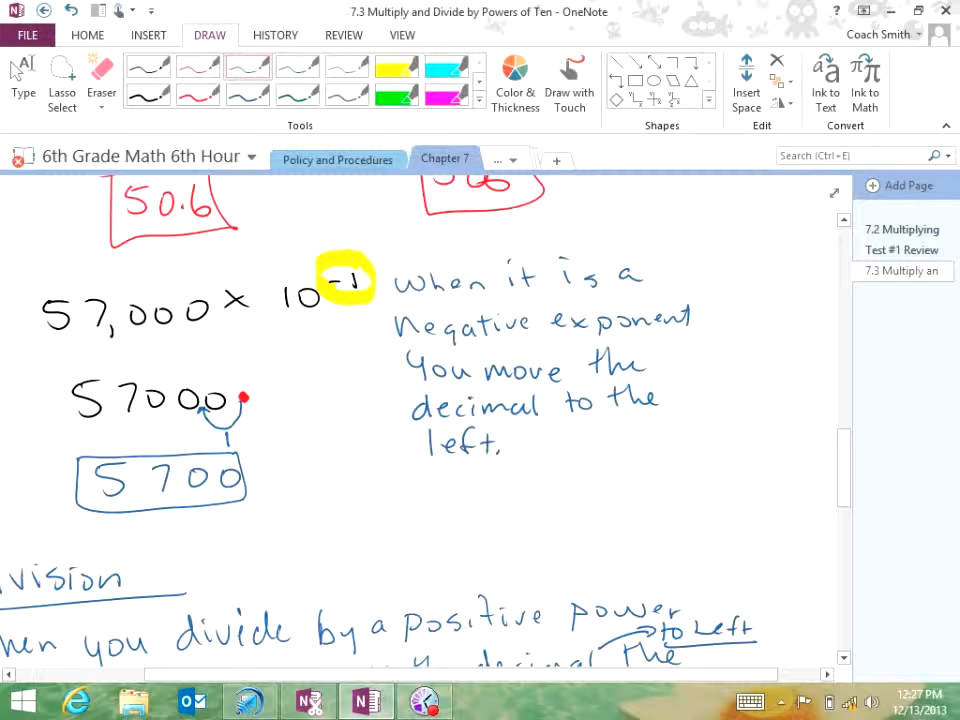 7.3 Multiply and Divide by Powers of Ten - OneNote
FILE HOME INSERT DRAW HISTORY REVIEW VIEW
Coach Smith
Type
Lasso Select
Eraser
Color & Thickness
Draw with Touch
Insert Space
Ink to Text
Ink to Math
Tools
Shapes
Edit
Convert
6th Grade Math 6th Hour
Policy and Procedures
Chapter 7
...
Search (Ctrl+E)
Add Page
7.2 Multiplying
Test #1 Review
7.3 Multiply an
50.6
57,000 × 10 -1
when it is a
Negative exponent
You move the
decimal to the
left.
57000.
1
5700
vision
hen you divide by a positive power
to Left
decimal the
12:27 PM
12/13/2013